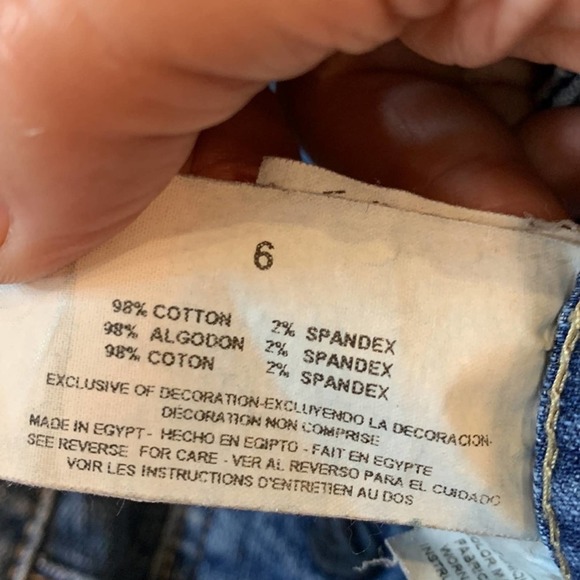 6
98% COTTON 2% SPANDEX
98% ALGODON 2% SPANDEX
98% COTON 2% SPANDEX
EXCLUSIVE OF DECORATION-EXCLUYENDO LA DECORACION-
DÉCORATION NON COMPRISE
MADE IN EGYPT - HECHO EN EGIPTO - FAIT EN EGYPTE
SEE REVERSE FOR CARE - VER AL REVERSO PARA EL CUIDADO
VOIR LES INSTRUCTIONS D'ENTRETIEN AU DOS